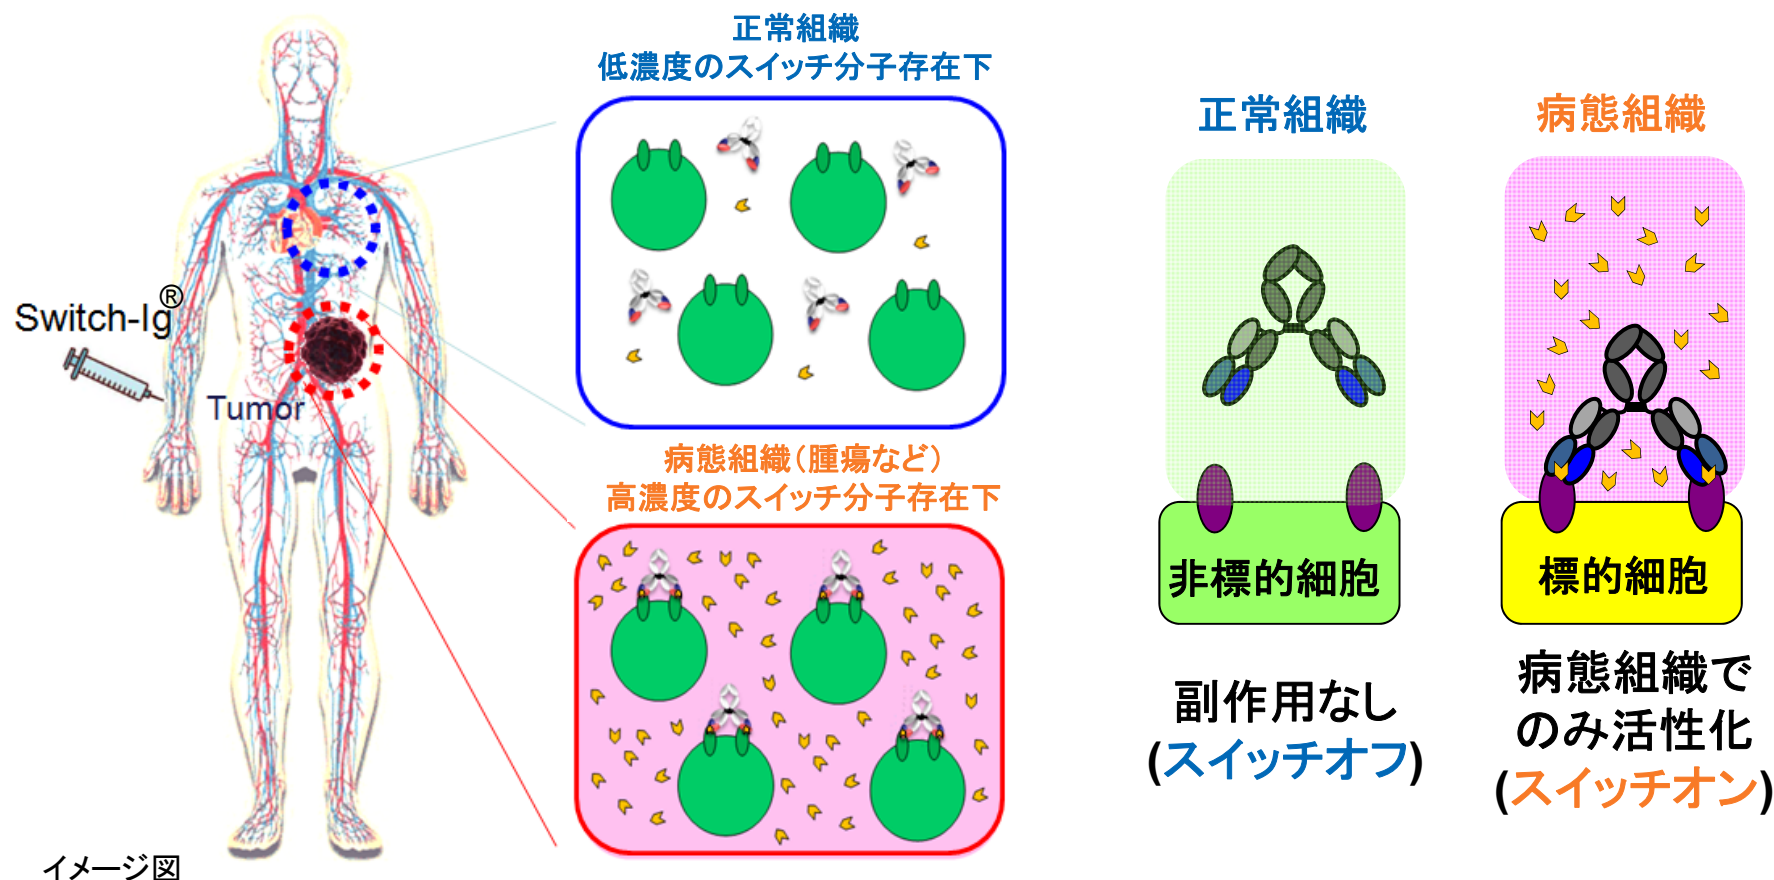 正常組織
低濃度のスイッチ分子存在下
Switch-Ig®
Tumor
病態組織(腫瘍など)
高濃度のスイッチ分子存在下
イメージ図
正常組織
非標的細胞
副作用なし
(スイッチオフ)
病態組織
標的細胞
病態組織で
のみ活性化
(スイッチオン)